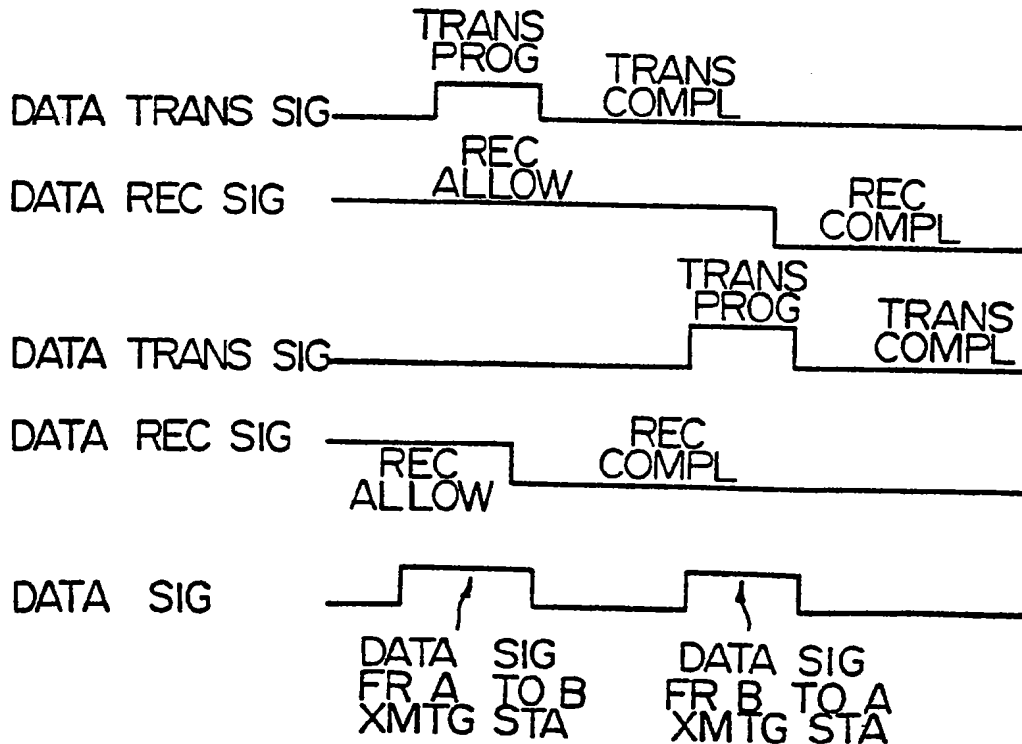 TRANS
PROG
TRANS
COMPL
DATA TRANS SIG
REC
ALLOW
DATA REC SIG
REC
COMPL
TRANS
PROG
TRANS
COMPL
DATA TRANS SIG
DATA REC SIG
REC
ALLOW
REC
COMPL
DATA SIG
DATA SIG
FR A TO B
XMTG STA
DATA SIG
FR B TO A
XMTG STA